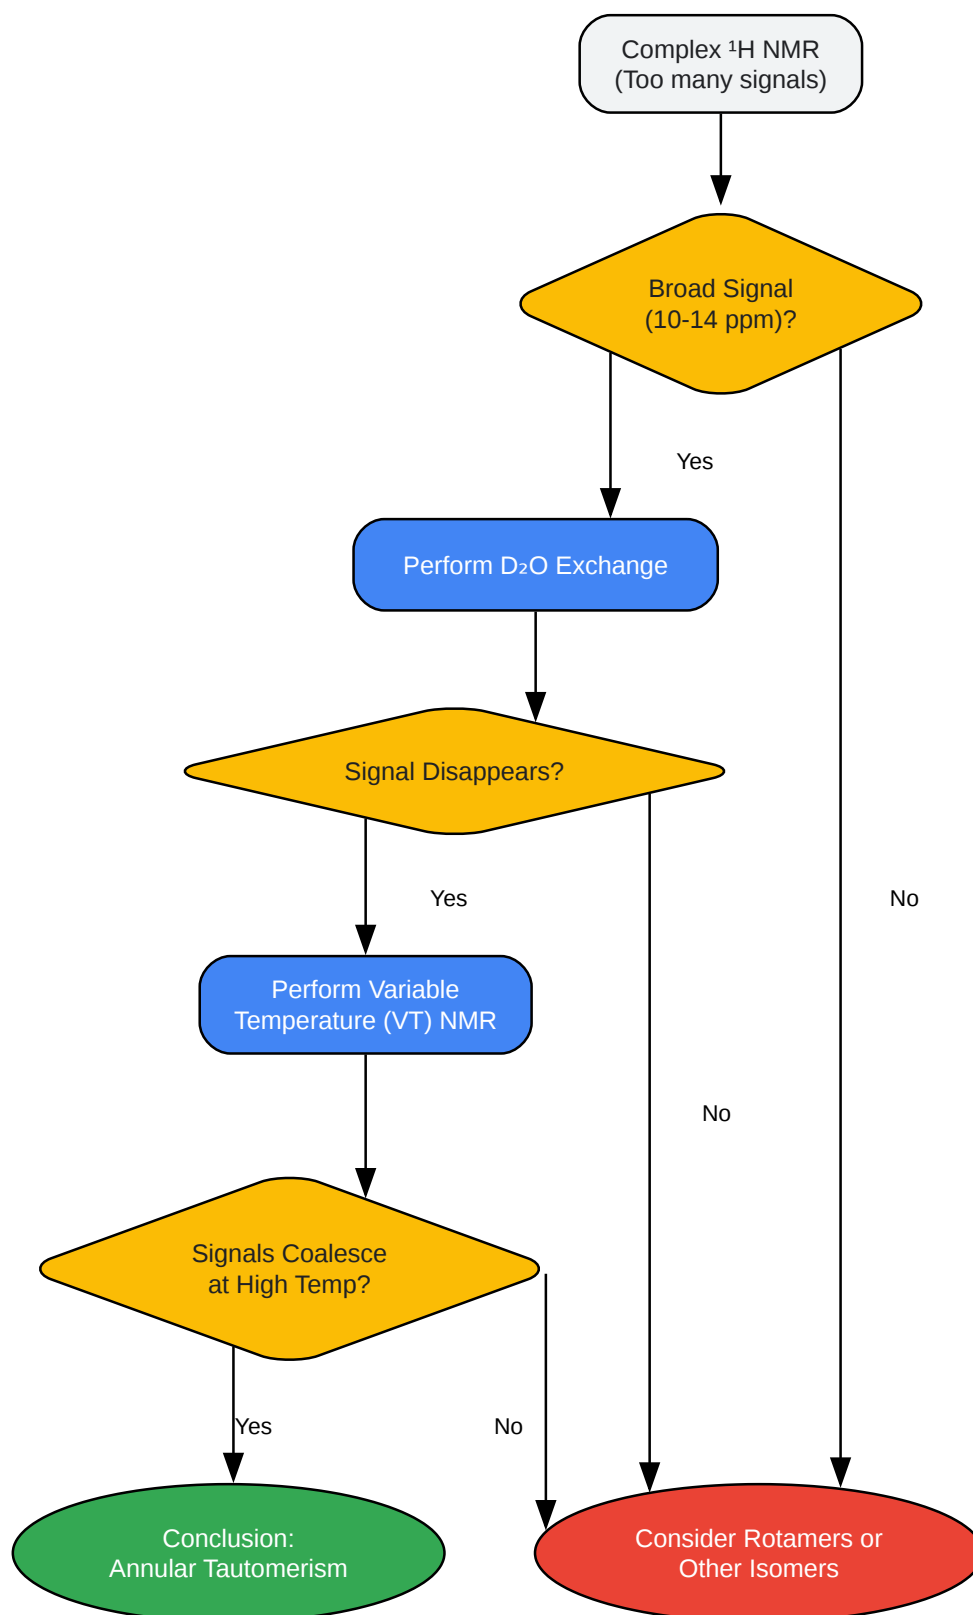 Complex ¹H NMR
(Too many signals)
Broad Signal
(10-14 ppm)?
Yes
Perform D₂O Exchange
Signal Disappears?
Yes
No
Perform Variable
Temperature (VT) NMR
No
Signals Coalesce
at High Temp?
Yes
No
Conclusion:
Annular Tautomerism
Consider Rotamers or
Other Isomers